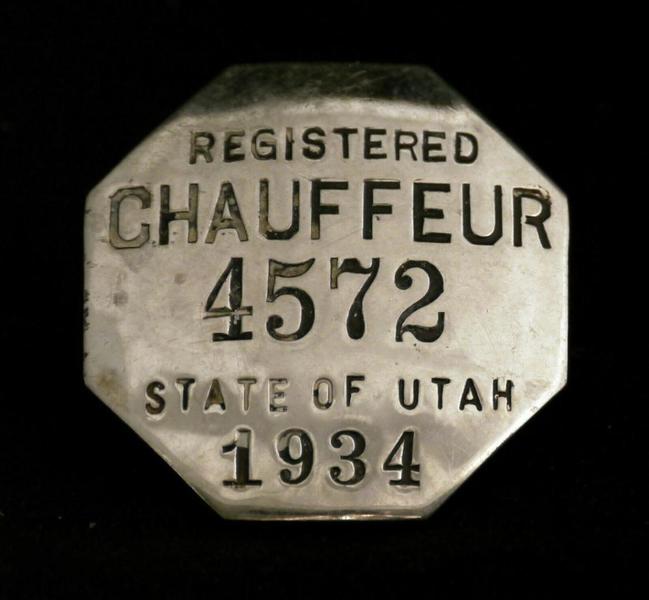 REGISTERED
CHAUFFEUR
4572
STATE OF UTAH
1934